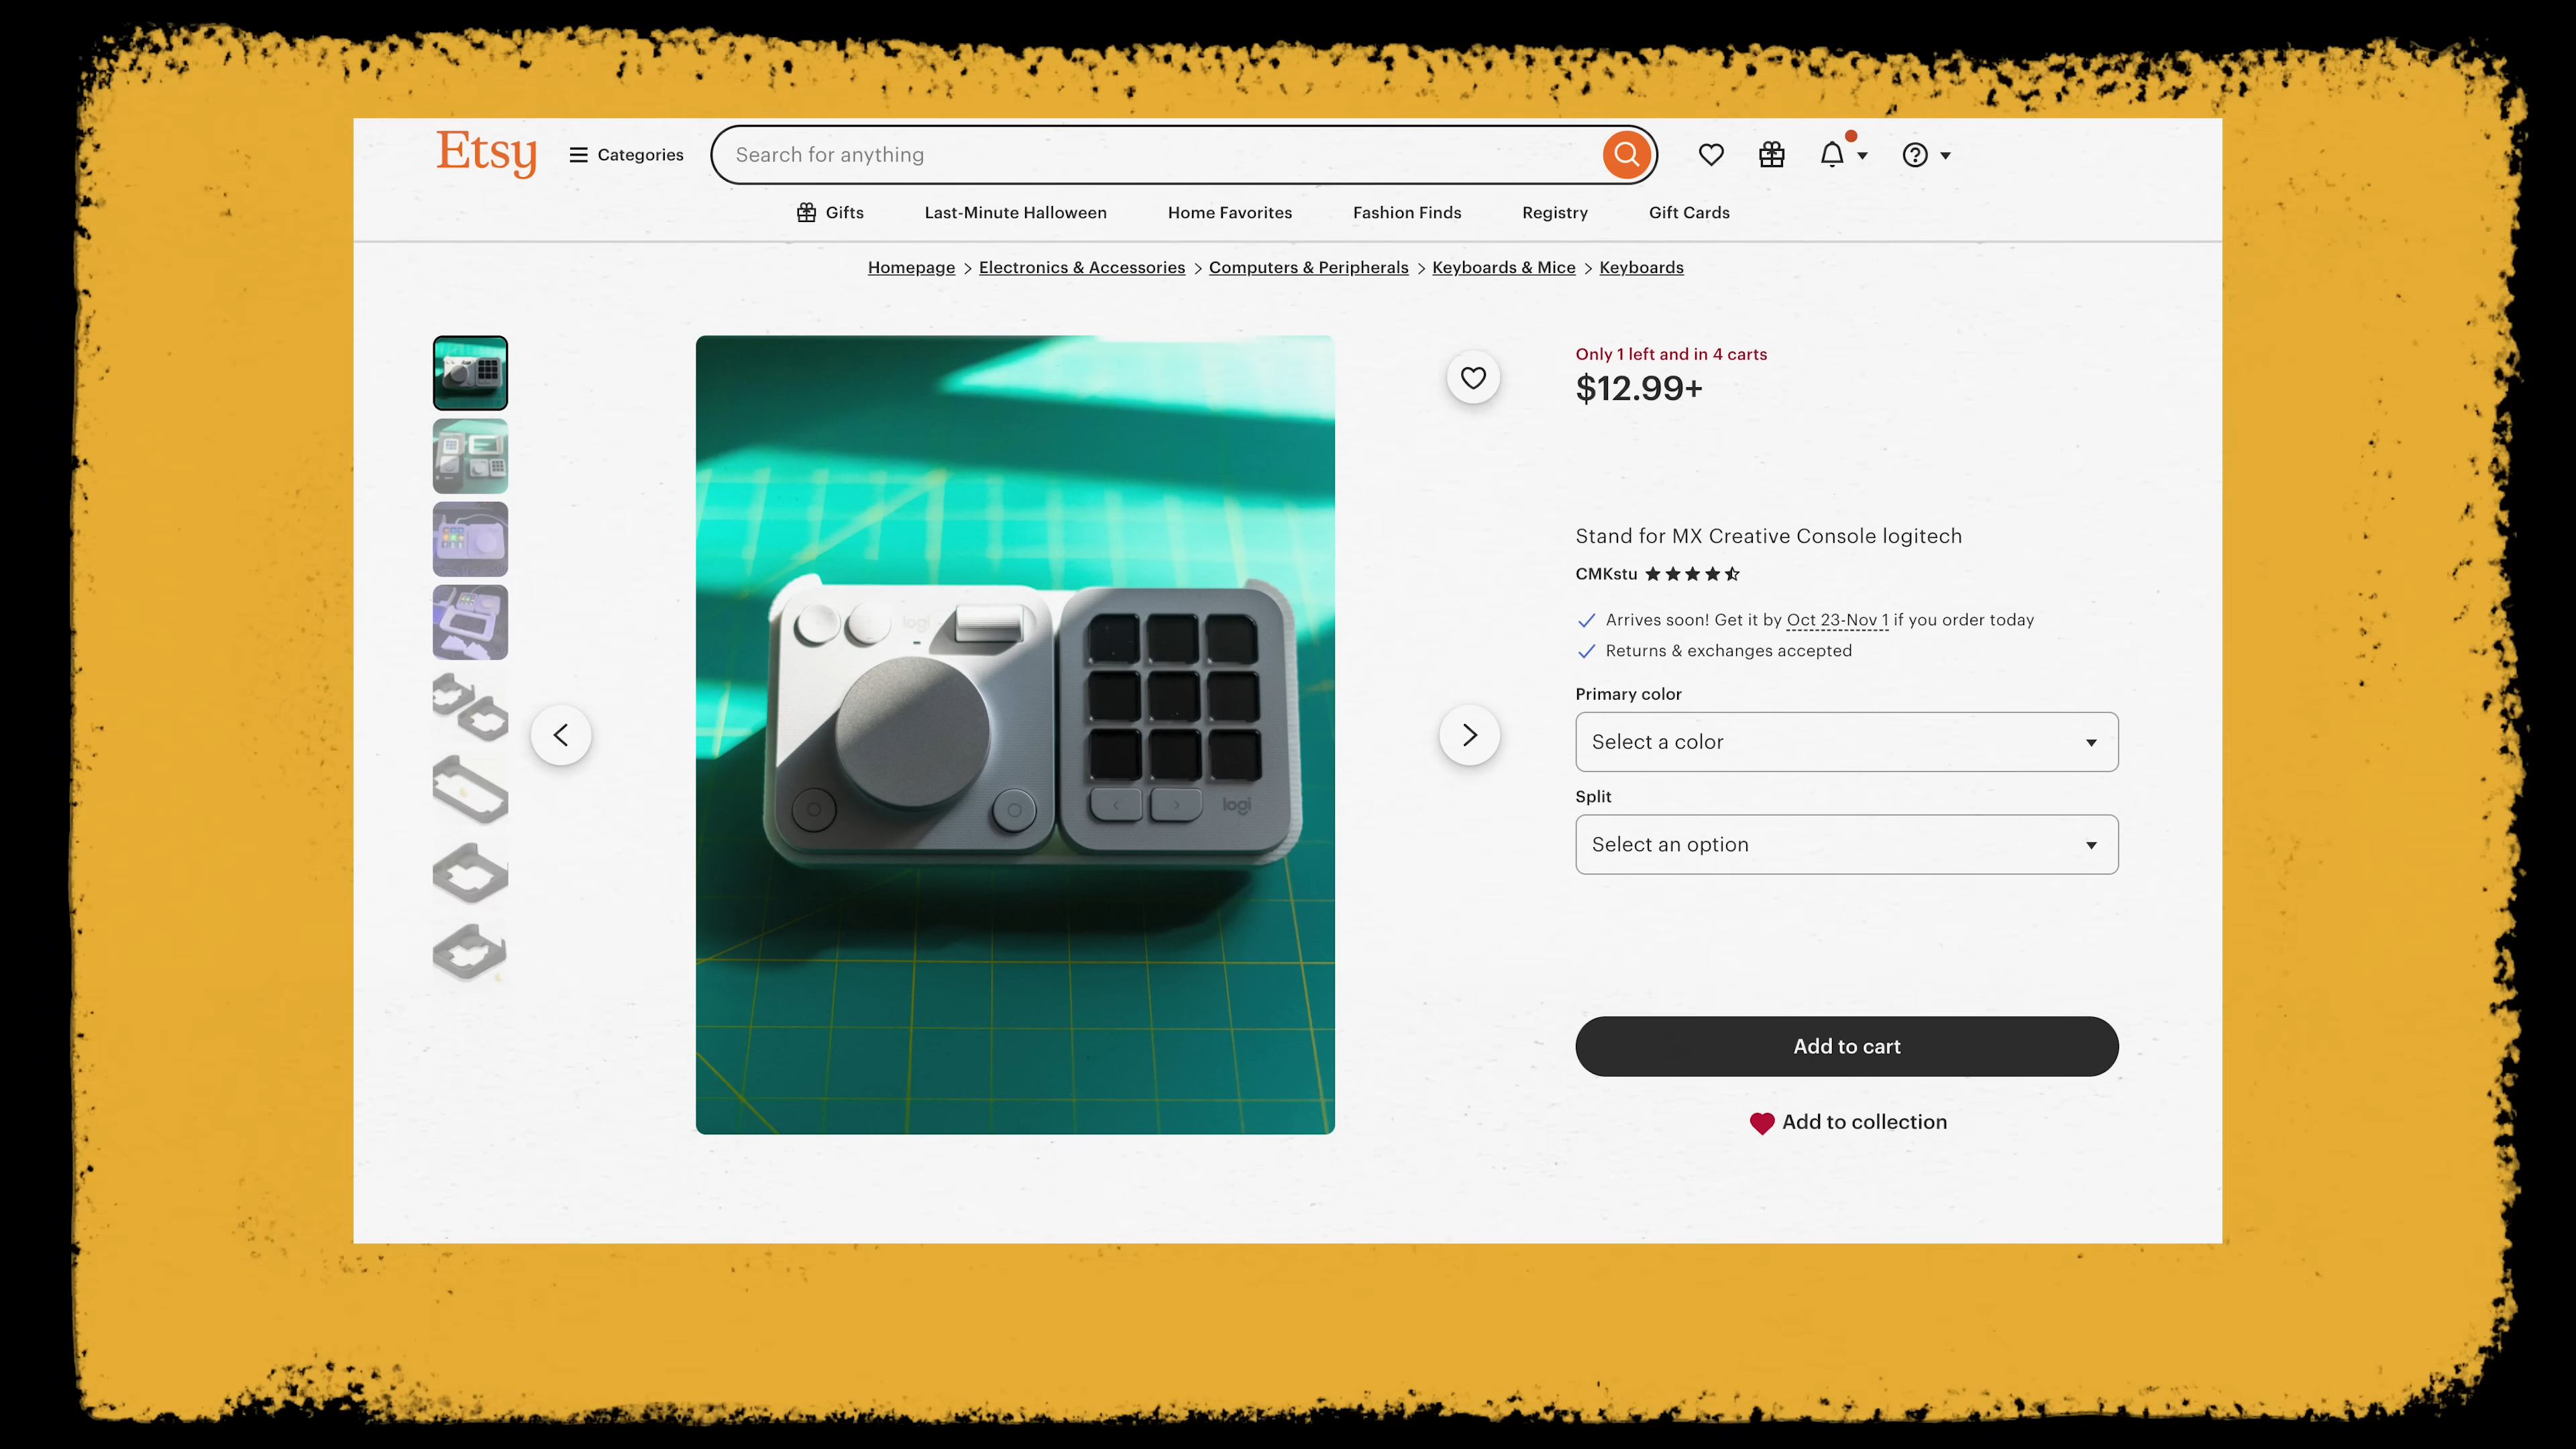 Etsy
Categories
Search for anything
Gifts
Last-Minute Halloween
Home Favorites
Fashion Finds
Registry
Gift Cards
Homepage > Electronics & Accessories > Computers & Peripherals > Keyboards & Mice > Keyboards
Only 1 left and in 4 carts
$12.99+
Stand for MX Creative Console logitech
CMKstu
Arrives soon! Get it by Oct 23-Nov 1 if you order today
Returns & exchanges accepted
Primary color
Select a color
Split
Select an option
Add to cart
Add to collection
logi
logi